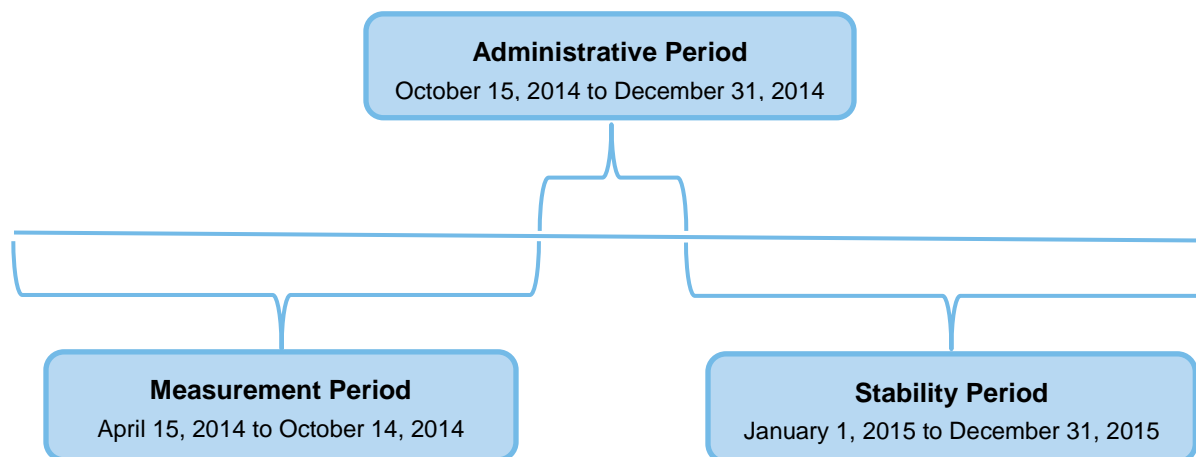 Administrative Period
October 15, 2014 to December 31, 2014
Measurement Period
April 15, 2014 to October 14, 2014
Stability Period
January 1, 2015 to December 31, 2015